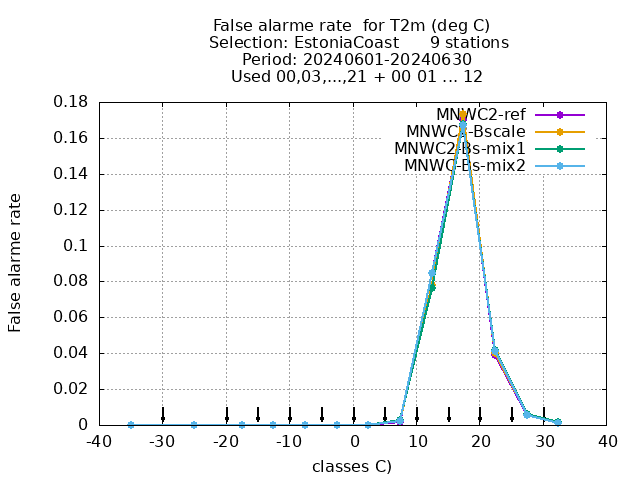 False alarme rate  for T2m (deg C)
Selection: EstoniaCoast      9 stations
Period: 20240601-20240630
Used 00,03,...,21 + 00 01 ... 12
MNWC2-ref
MNWC2-Bscale
MNWC2-Bs-mix1
MNWC-Bs-mix2
False alarme rate
0.18
0.16
0.14
0.12
0.1
0.08
0.06
0.04
0.02
0
-40 -30 -20 -10 0 10 20 30 40
classes C)